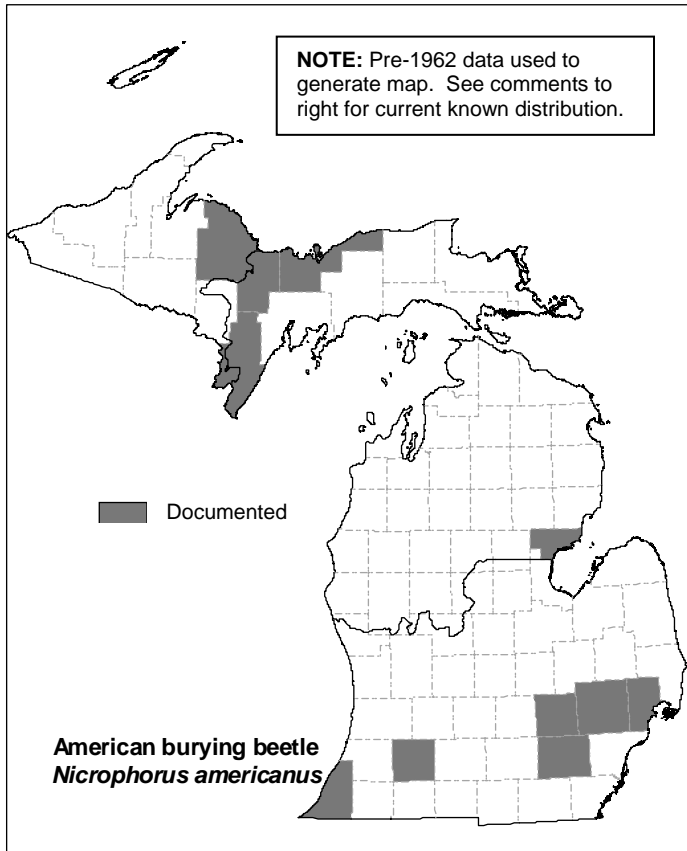 NOTE: Pre-1962 data used to
generate map. See comments to
right for current known distribution.
Documented
American burying beetle
Nicrophorus americanus